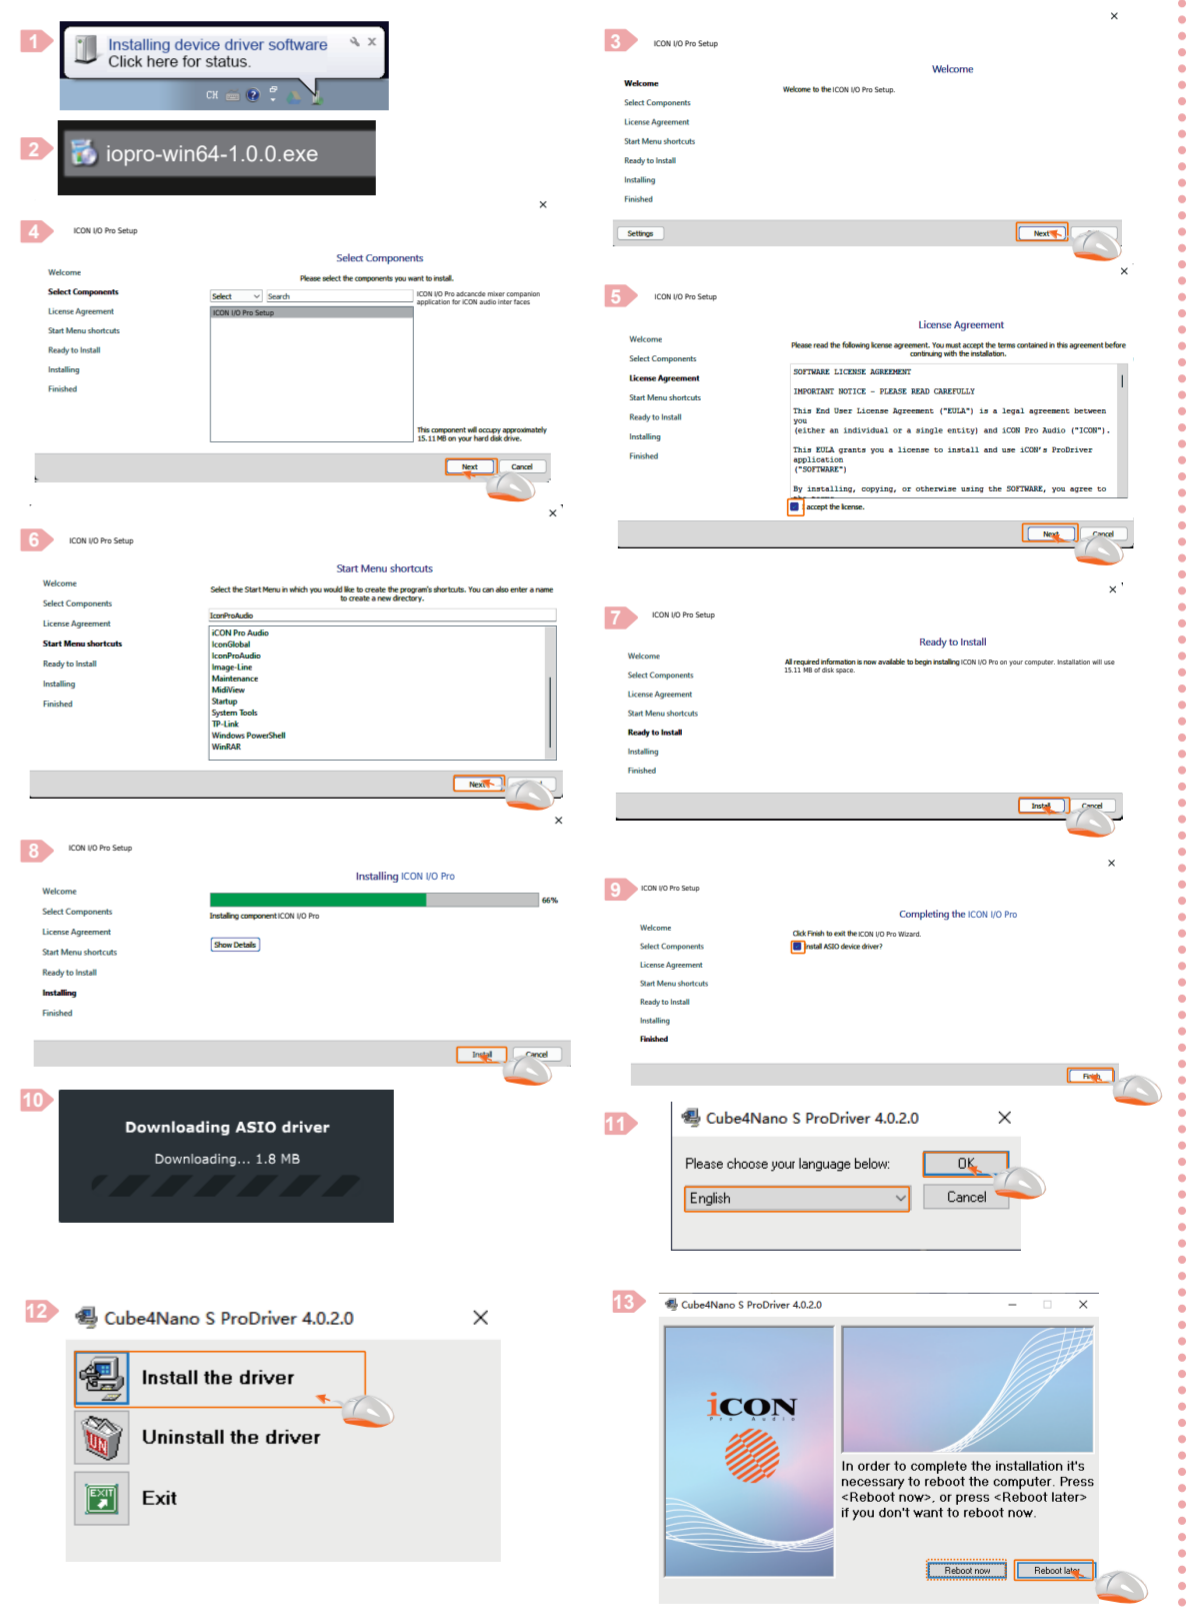 1
Installing device driver software
Click here for status.
CH
2
iopro-win64-1.0.0.exe
3
ICON I/O Pro Setup
Welcome
Welcome
Welcome to the ICON I/O Pro Setup.
Select Components
License Agreement
Start Menu shortcuts
Ready to Install
Installing
Finished
Settings
Next
4
ICON I/O Pro Setup
Select Components
Welcome
Please select the components you want to install.
Select Components
Select
Search
ICON I/O Pro adcancde mixer companion
application for iCON audio inter faces
License Agreement
ICON I/O Pro Setup
Start Menu shortcuts
Ready to Install
Installing
Finished
This component will occupy approximately
15.11 MB on your hard disk drive.
Next
Cancel
5
ICON I/O Pro Setup
License Agreement
Welcome
Please read the following license agreement. You must accept the terms contained in this agreement before
continuing with the installation.
Select Components
License Agreement
Start Menu shortcuts
Ready to Install
Installing
Finished
SOFTWARE LICENSE AGREEMENT
IMPORTANT NOTICE – PLEASE READ CAREFULLY
This End User License Agreement ("EULA") is a legal agreement between
you
(either an individual or a single entity) and iCON Pro Audio ("ICON").
This EULA grants you a license to install and use iCON's ProDriver
application
("SOFTWARE")
By installing, copying, or otherwise using the SOFTWARE, you agree to
I accept the license.
Next
Cancel
6
ICON I/O Pro Setup
Start Menu shortcuts
Welcome
Select the Start Menu in which you would like to create the program's shortcuts. You can also enter a name
to create a new directory.
Select Components
License Agreement
Start Menu shortcuts
Ready to Install
Installing
Finished
IconProAudio
iCON Pro Audio
IconGlobal
IconProAudio
Image-Line
Maintenance
MidiView
Startup
System Tools
TP-Link
Windows PowerShell
WinRAR
Next
7
ICON I/O Pro Setup
Ready to Install
Welcome
All required information is now available to begin installing ICON I/O Pro on your computer. Installation will use
15.11 MB of disk space.
Select Components
License Agreement
Start Menu shortcuts
Ready to Install
Installing
Finished
Install
Cancel
8
ICON I/O Pro Setup
Installing ICON I/O Pro
Welcome
66%
Select Components
Installing component ICON I/O Pro
License Agreement
Show Details
Start Menu shortcuts
Ready to Install
Installing
Finished
Install
Cancel
9
ICON I/O Pro Setup
Completing the ICON I/O Pro
Welcome
Click Finish to exit the ICON I/O Pro Wizard.
Select Components
Install ASIO device driver?
License Agreement
Start Menu shortcuts
Ready to Install
Installing
Finished
Finish
10
Downloading ASIO driver
Downloading... 1.8 MB
11
Cube4Nano S ProDriver 4.0.2.0
Please choose your language below:
OK
English
Cancel
12
Cube4Nano S ProDriver 4.0.2.0
Install the driver
UN
Uninstall the driver
EXIT
Exit
13
Cube4Nano S ProDriver 4.0.2.0
iCON
Pro Audio
In order to complete the installation it's
necessary to reboot the computer. Press
<Reboot now>, or press <Reboot later>
if you don't want to reboot now.
Reboot now
Reboot later